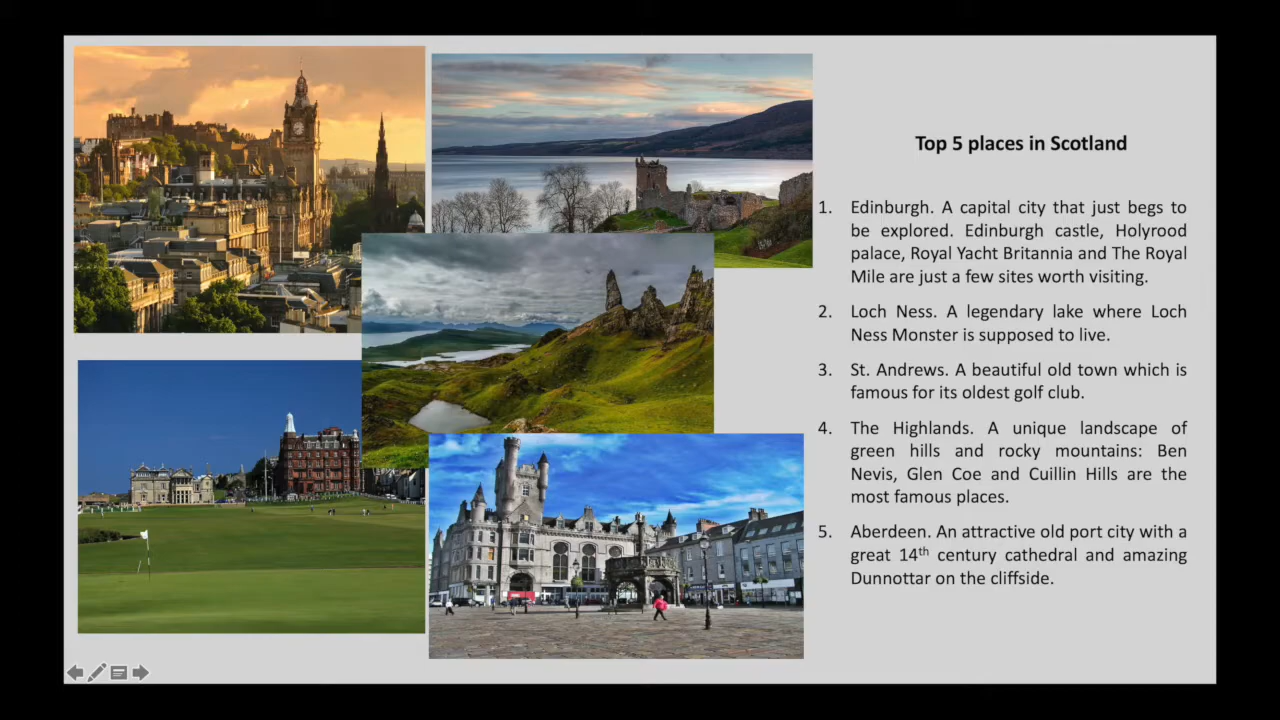 Top 5 places in Scotland
1. Edinburgh. A capital city that just begs to
be explored. Edinburgh castle, Holyrood
palace, Royal Yacht Britannia and The Royal
Mile are just a few sites worth visiting.
2. Loch Ness. A legendary lake where Loch
Ness Monster is supposed to live.
3. St. Andrews. A beautiful old town which is
famous for its oldest golf club.
4. The Highlands. A unique landscape of
green hills and rocky mountains: Ben
Nevis, Glen Coe and Cuillin Hills are the
most famous places.
5. Aberdeen. An attractive old port city with a
great 14th century cathedral and amazing
Dunnottar on the cliffside.